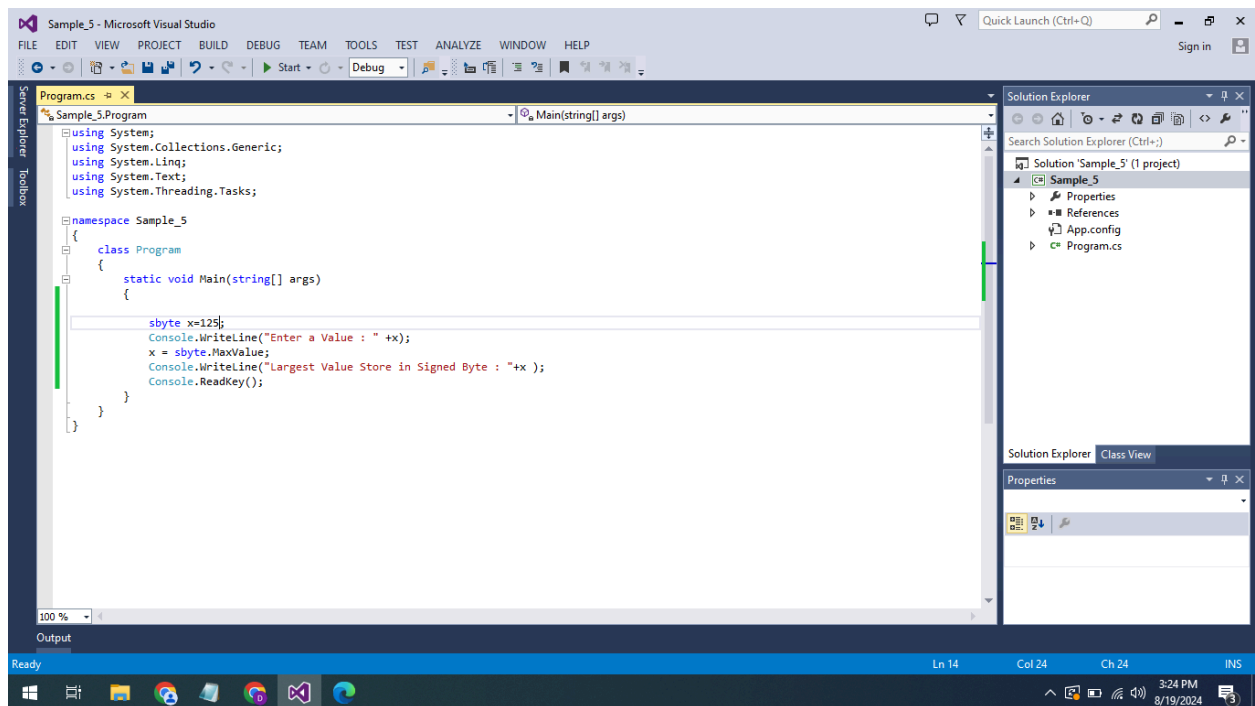 Sample_5 - Microsoft Visual Studio
Quick Launch (Ctrl+Q)
FILE EDIT VIEW PROJECT BUILD DEBUG TEAM TOOLS TEST ANALYZE WINDOW HELP
Sign in
Start Debug
Server Explorer
Toolbox
Program.cs
Sample_5.Program
Main(string[] args)
using System;
using System.Collections.Generic;
using System.Linq;
using System.Text;
using System.Threading.Tasks;
namespace Sample_5
{
class Program
{
static void Main(string[] args)
{
sbyte x=125;
Console.WriteLine("Enter a Value : " +x);
x = sbyte.MaxValue;
Console.WriteLine("Largest Value Store in Signed Byte : "+x );
Console.ReadKey();
}
}
}
100 %
Output
Solution Explorer
Search Solution Explorer (Ctrl+;)
Solution 'Sample_5' (1 project)
C# Sample_5
Properties
References
App.config
C# Program.cs
Solution Explorer Class View
Properties
Ready
Ln 14 Col 24 Ch 24 INS
3:24 PM
8/19/2024
3